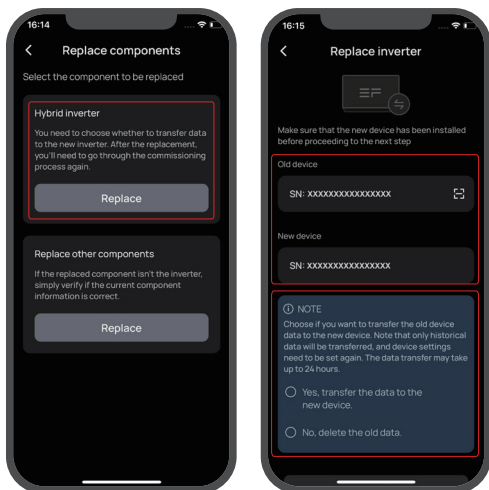 16:14
Replace components
Select the component to be replaced
Hybrid inverter
You need to choose whether to transfer data
to the new inverter. After the replacement,
you'll need to go through the commissioning
process again.
Replace
Replace other components
If the replaced component isn't the inverter,
simply verify if the current component
information is correct.
Replace
16:15
Replace inverter
Make sure that the new device has been installed
before proceeding to the next step
Old device
SN: XXXXXXXXXXXXXXXX
New device
SN: XXXXXXXXXXXXXXXX
NOTE
Choose if you want to transfer the old device
data to the new device. Note that only historical
data will be transferred, and device settings
need to be set again. The data transfer may take
up to 24 hours.
Yes, transfer the data to the
new device.
No, delete the old data.